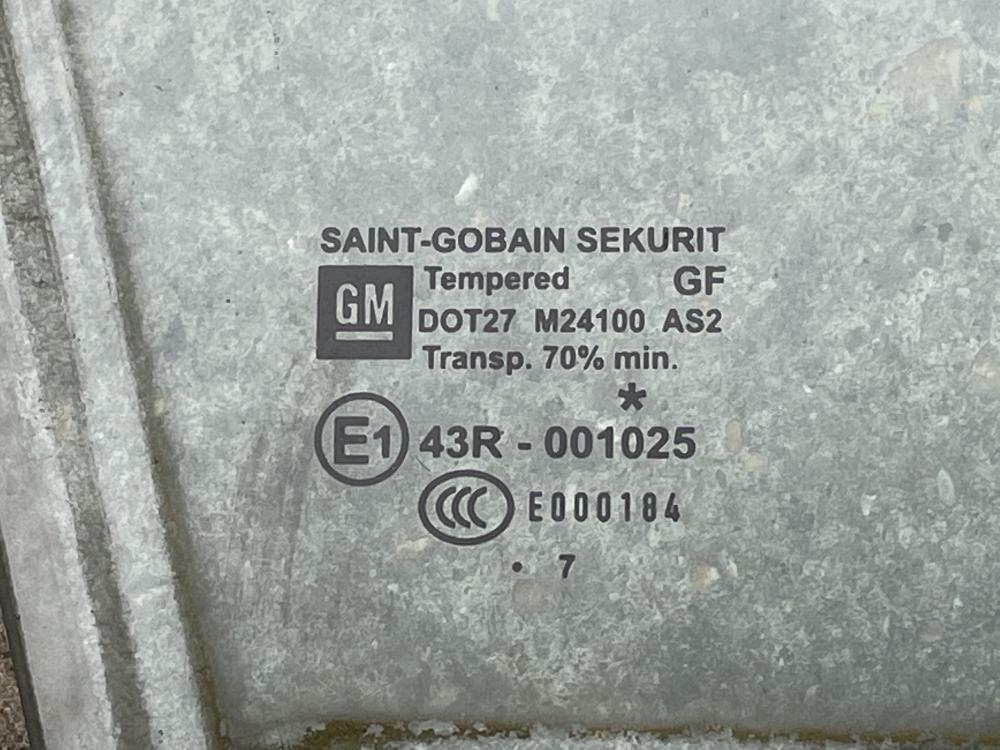 SAINT-GOBAIN SEKURIT
GM Tempered GF
DOT27 M24100 AS2
Transp. 70% min.
*
E1 43R - 001025
CCC E000184
. 7